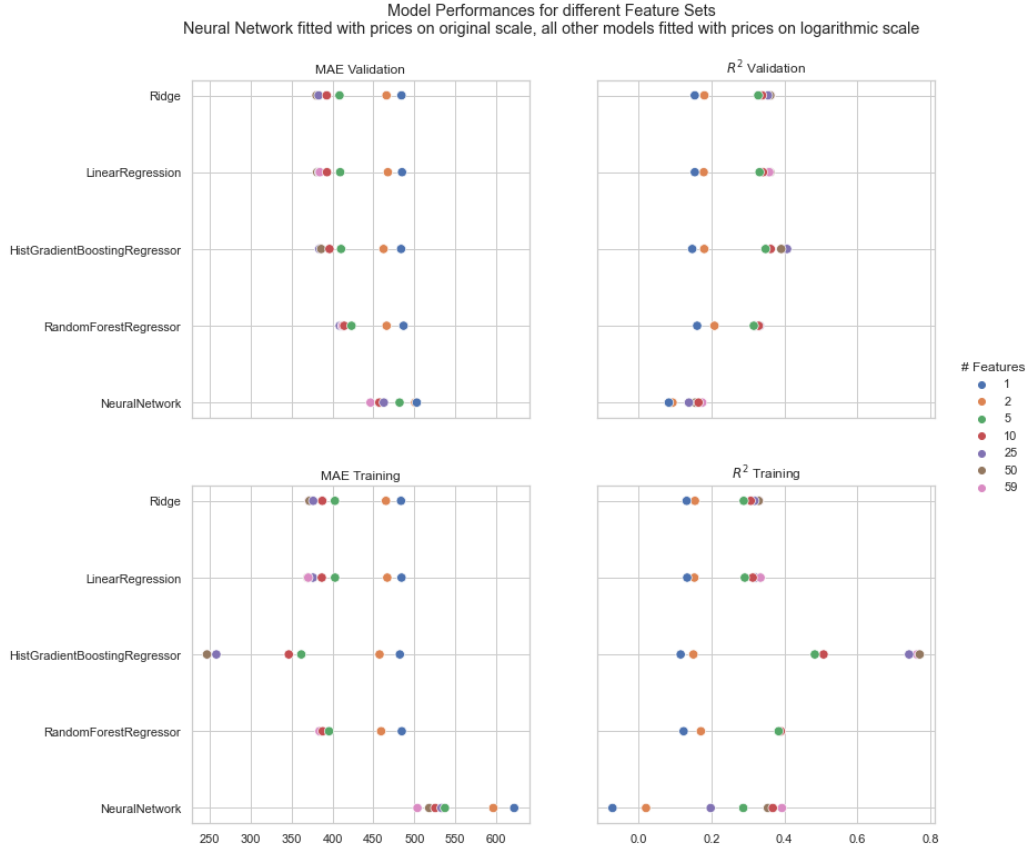 Model Performances for different Feature Sets
Neural Network fitted with prices on original scale, all other models fitted with prices on logarithmic scale
MAE Validation
R² Validation
Ridge
LinearRegression
HistGradientBoostingRegressor
RandomForestRegressor
NeuralNetwork
# Features
1
2
5
10
25
50
59
MAE Training
R² Training
Ridge
LinearRegression
HistGradientBoostingRegressor
RandomForestRegressor
NeuralNetwork
250 300 350 400 450 500 550 600
0.0 0.2 0.4 0.6 0.8